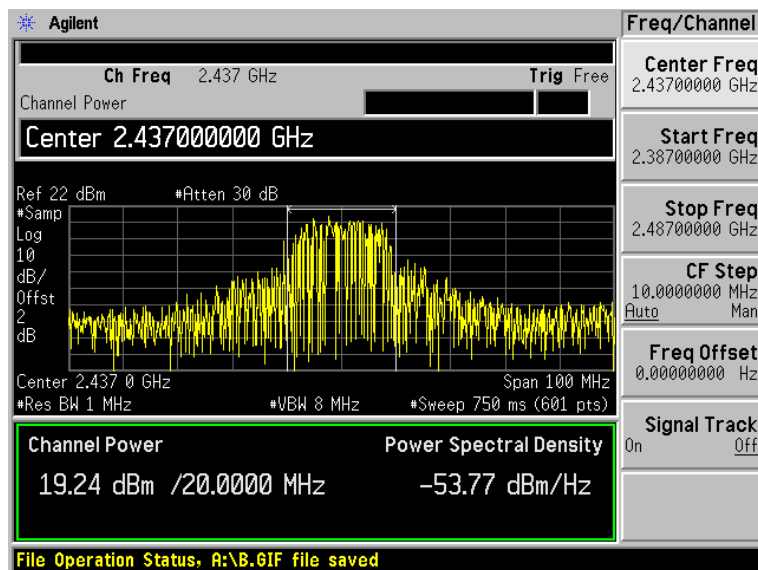 Agilent
Freq/Channel
Ch Freq 2.437 GHz Trig Free
Channel Power
Center 2.437000000 GHz
Ref 22 dBm #Atten 30 dB
#Samp
Log
10
dB/
Offst
2
dB
Center 2.437 0 GHz Span 100 MHz
#Res BW 1 MHz #VBW 8 MHz #Sweep 750 ms (601 pts)
Channel Power Power Spectral Density
19.24 dBm /20.0000 MHz -53.77 dBm/Hz
File Operation Status, A:\B.GIF file saved
Center Freq
2.43700000 GHz
Start Freq
2.38700000 GHz
Stop Freq
2.48700000 GHz
CF Step
10.0000000 MHz
Auto Man
Freq Offset
0.00000000 Hz
Signal Track
On Off